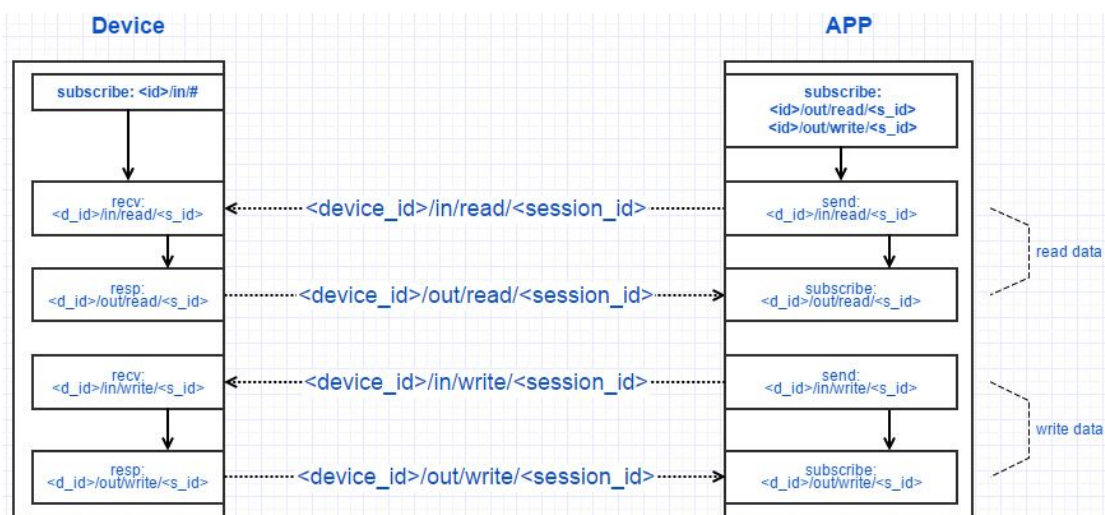 Device
APP
subscribe: <id>/in/#
subscribe:
<id>/out/read/<s_id>
<id>/out/write/<s_id>
recv:
<d_id>/in/read/<s_id>
<device_id>/in/read/<session_id>
send:
<d_id>/in/read/<s_id>
read data
resp:
<d_id>/out/read/<s_id>
<device_id>/out/read/<session_id>
subscribe:
<d_id>/out/read/<s_id>
recv:
<d_id>/in/write/<s_id>
<device_id>/in/write/<session_id>
send:
<d_id>/in/write/<s_id>
write data
resp:
<d_id>/out/write/<s_id>
<device_id>/out/write/<session_id>
subscribe:
<d_id>/out/write/<s_id>